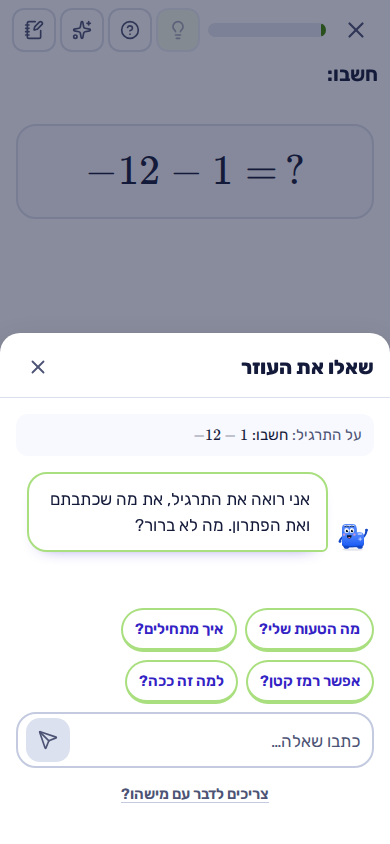 חשבו:
−12 − 1 = ?
שאלו את העוזר
על התרגיל: חשבו: −12 − 1
אני רואה את התרגיל, את מה שכתבתם
ואת הפתרון. מה לא ברור?
מה הטעות שלי?
איך מתחילים?
אפשר רמז קטן?
למה זה ככה?
כתבו שאלה...
צריכים לדבר עם מישהו?